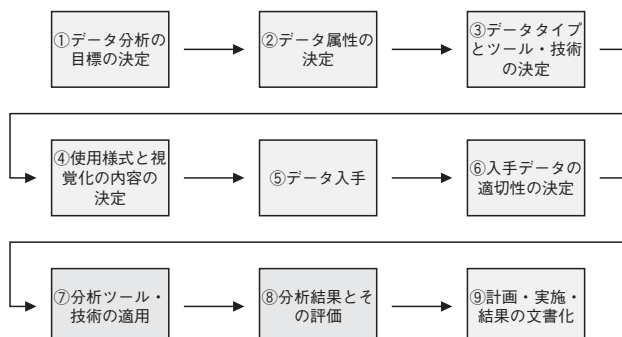 ①データ分析の
目標の決定
②データ属性の
決定
③データタイプ
とツール・技術
の決定
④使用様式と視
覚化の内容の
決定
⑤データ入手
⑥入手データの
適切性の決定
⑦分析ツール・
技術の適用
⑧分析結果とそ
の評価
⑨計画・実施・
結果の文書化